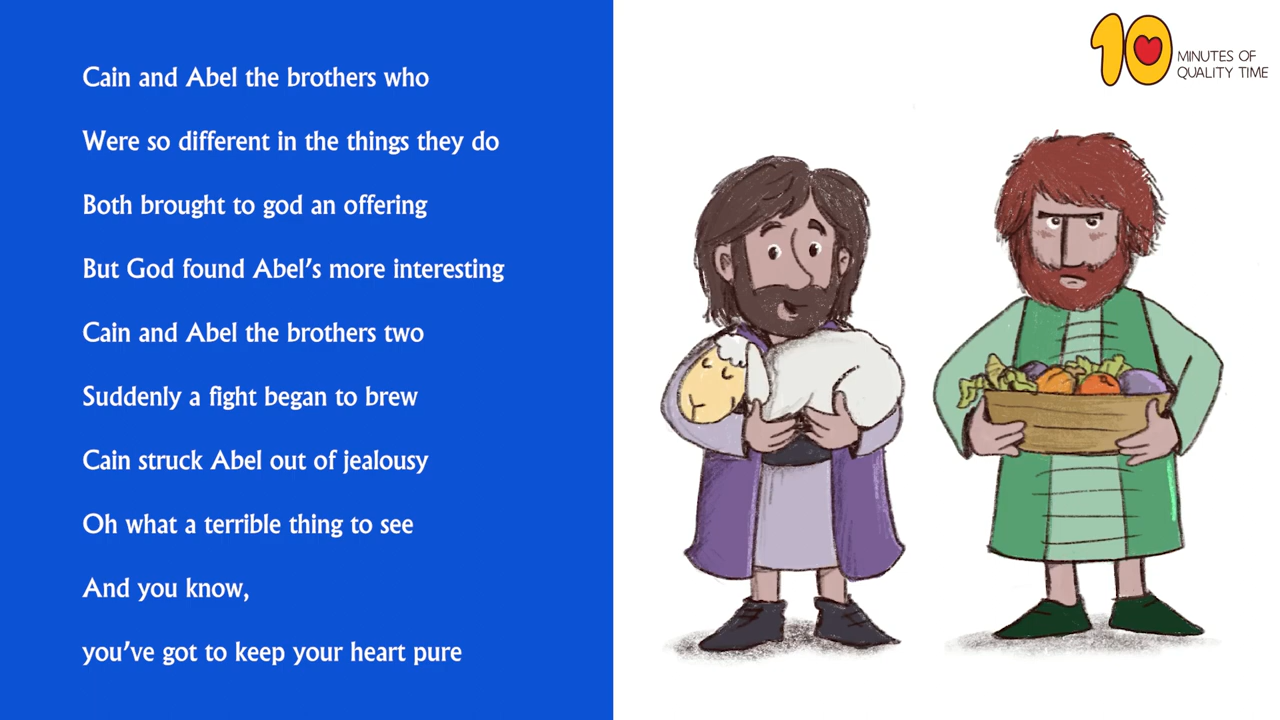 Cain and Abel the brothers who
Were so different in the things they do
Both brought to god an offering
But God found Abel's more interesting
Cain and Abel the brothers two
Suddenly a fight began to brew
Cain struck Abel out of jealousy
Oh what a terrible thing to see
And you know,
you've got to keep your heart pure
10
MINUTES OF
QUALITY TIME